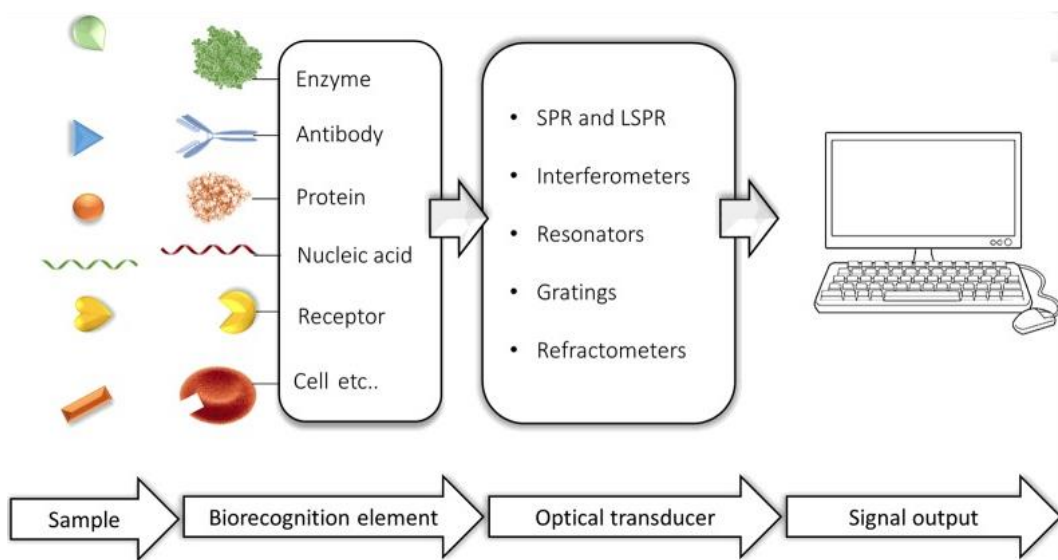 Enzyme
Antibody
Protein
Nucleic acid
Receptor
Cell etc..
• SPR and LSPR
• Interferometers
• Resonators
• Gratings
• Refractometers
Sample
Biorecognition element
Optical transducer
Signal output